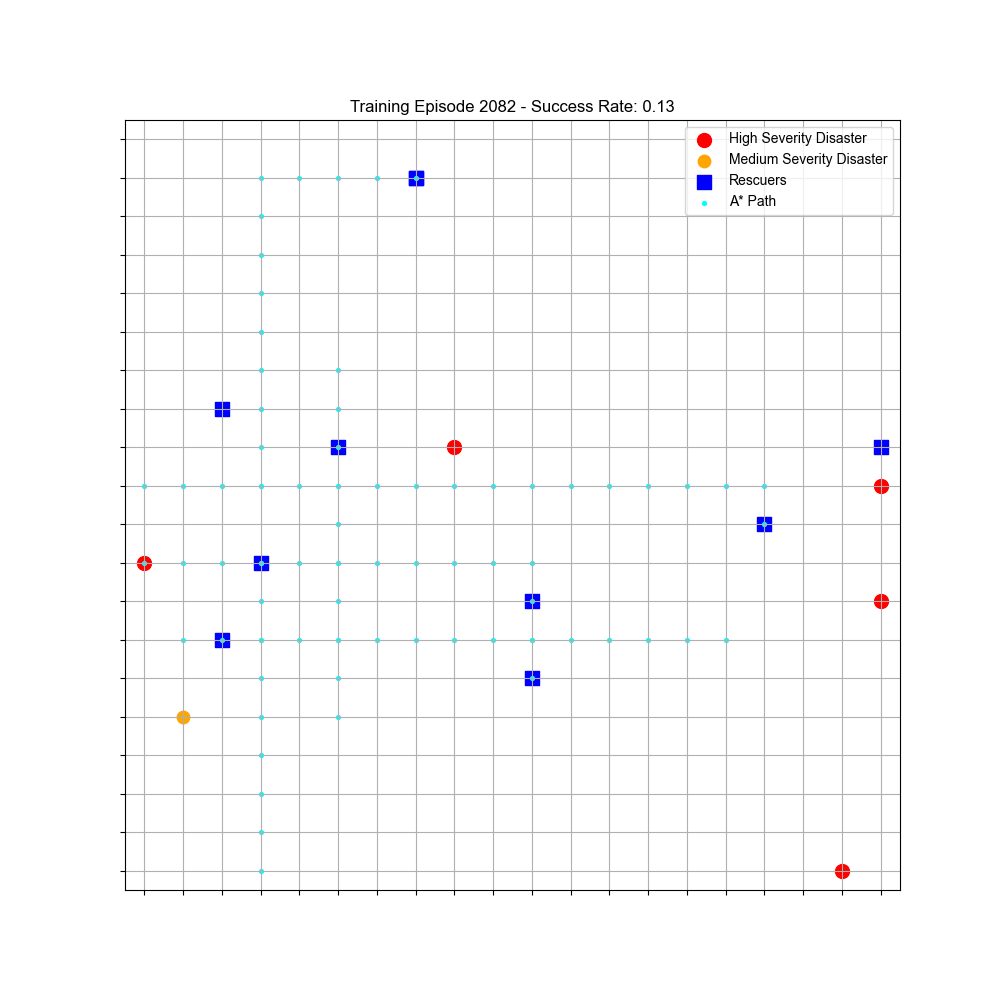 Training Episode 2082 - Success Rate: 0.13
High Severity Disaster
Medium Severity Disaster
Rescuers
A* Path